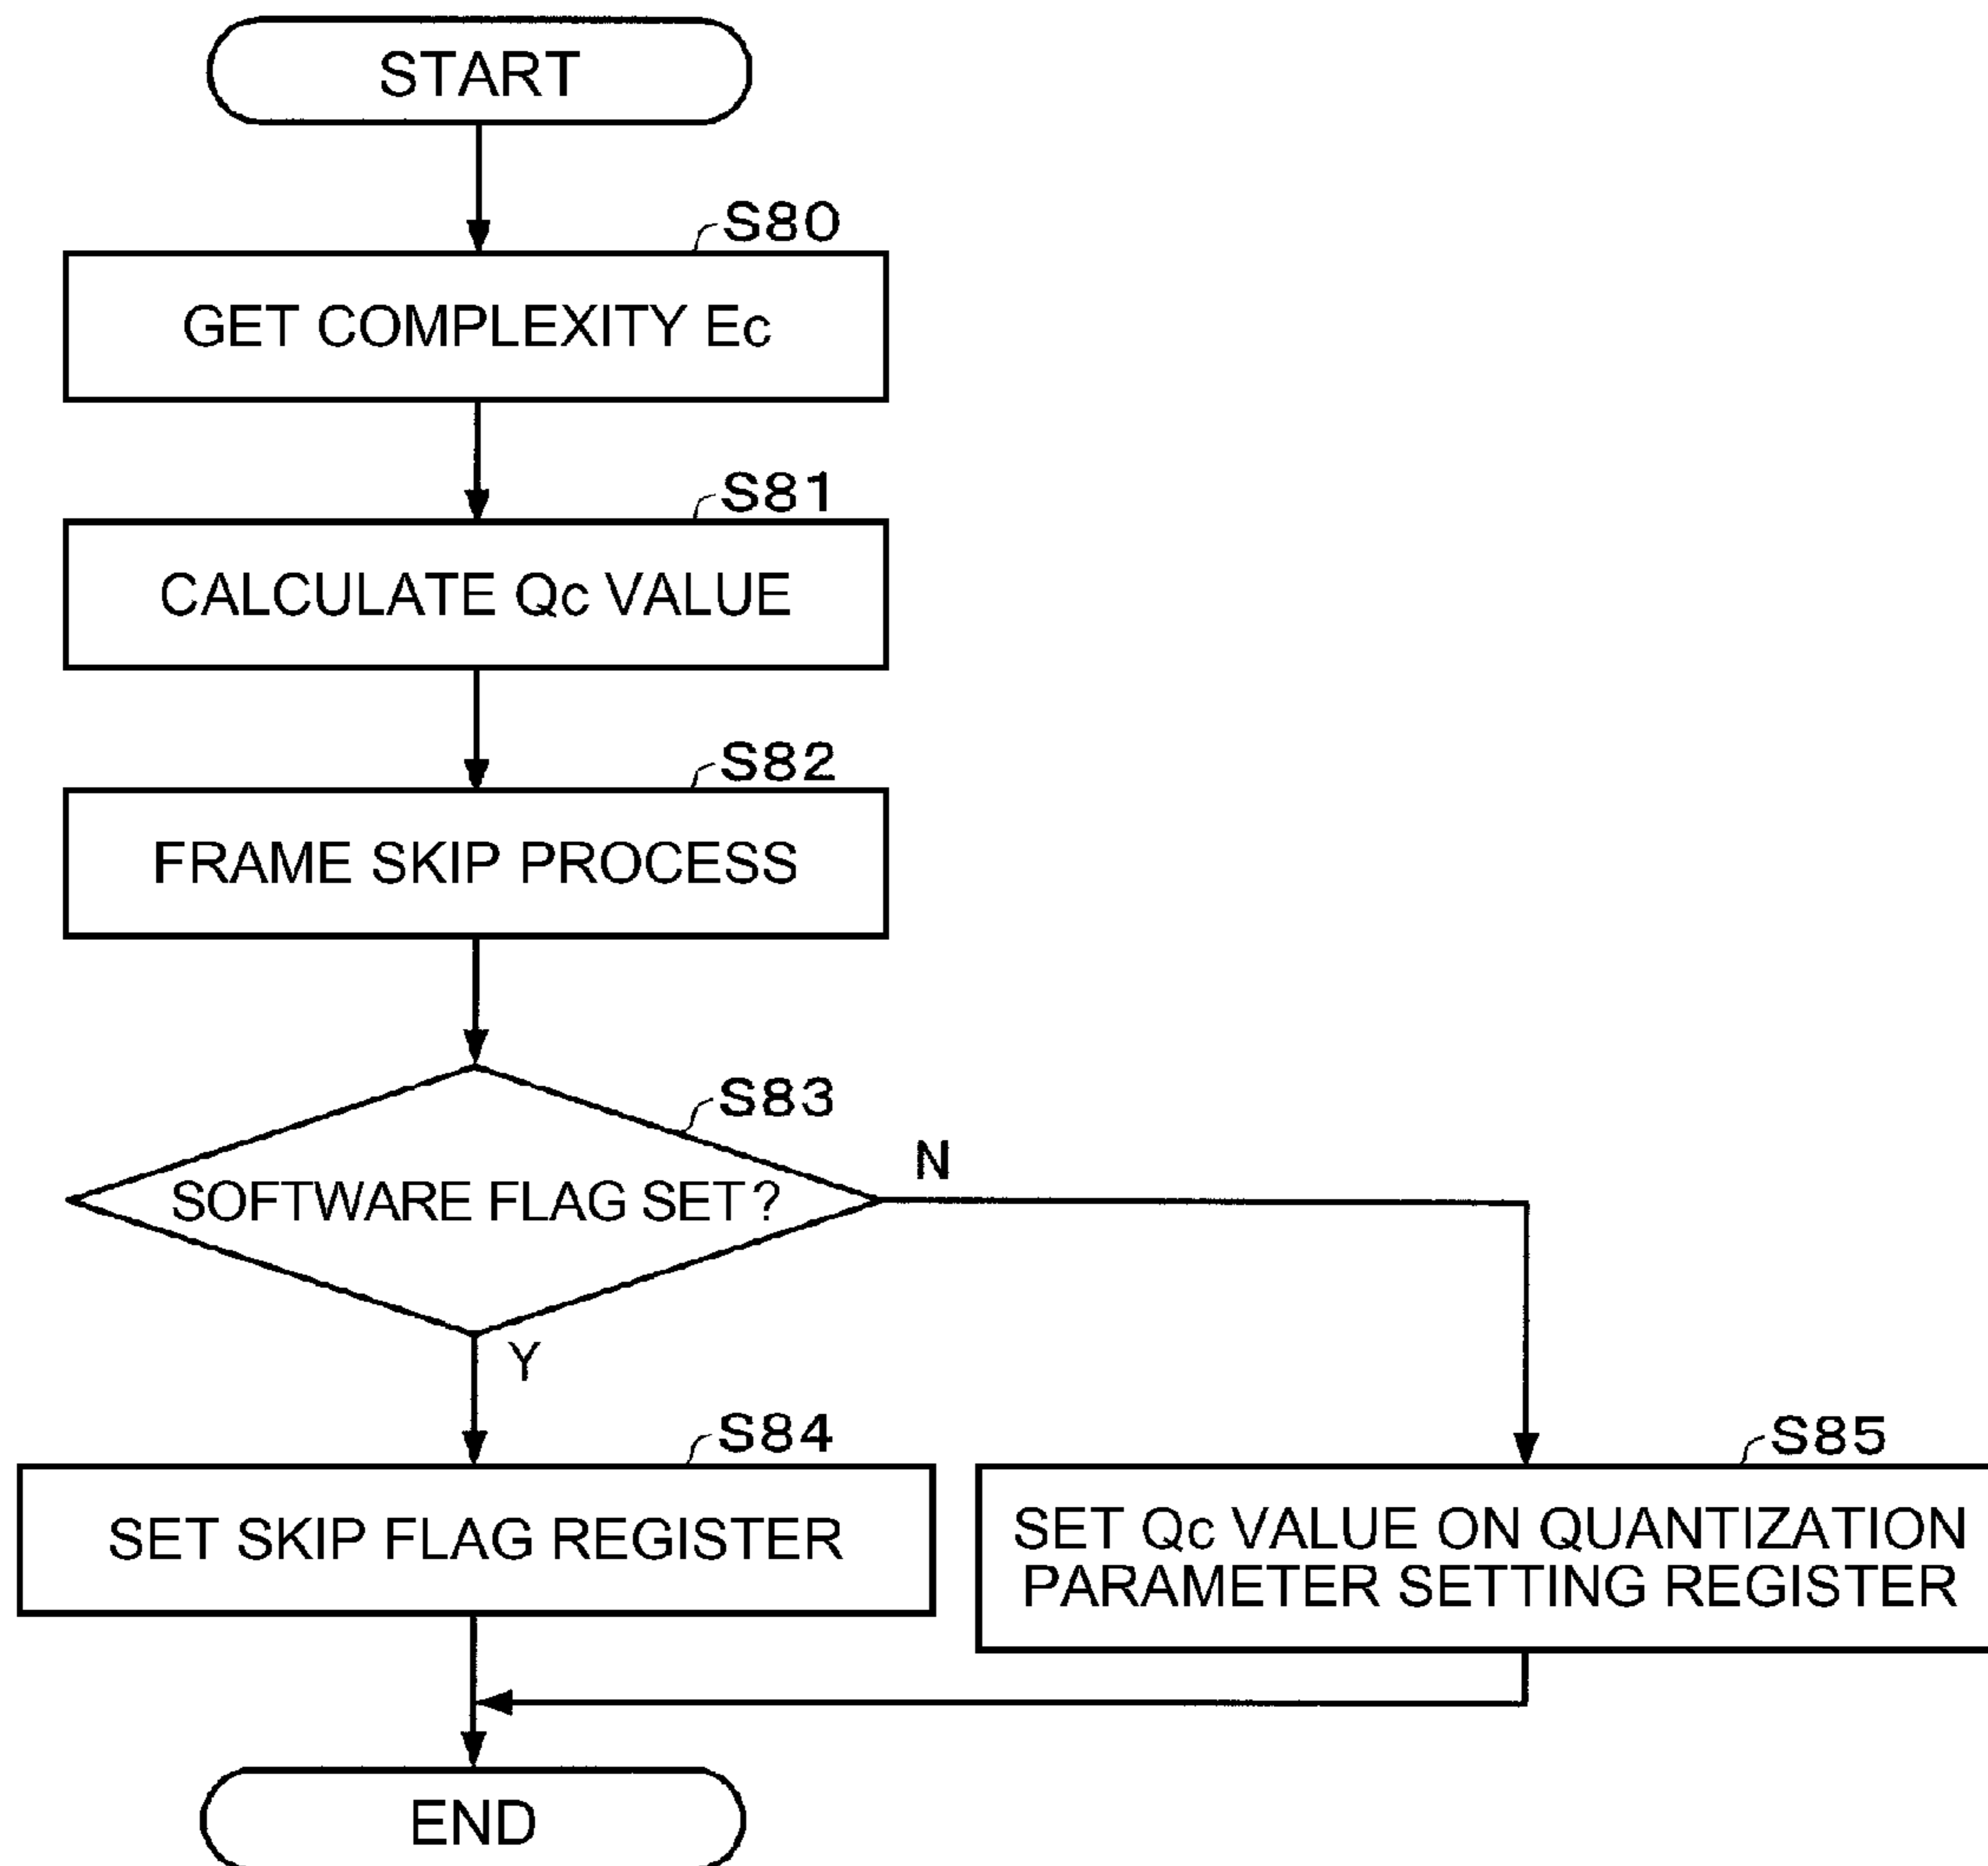 START
S80
GET COMPLEXITY Ec
S81
CALCULATE Qc VALUE
S82
FRAME SKIP PROCESS
S83
SOFTWARE FLAG SET?
N
Y
S84
SET SKIP FLAG REGISTER
S85
SET Qc VALUE ON QUANTIZATION
PARAMETER SETTING REGISTER
END